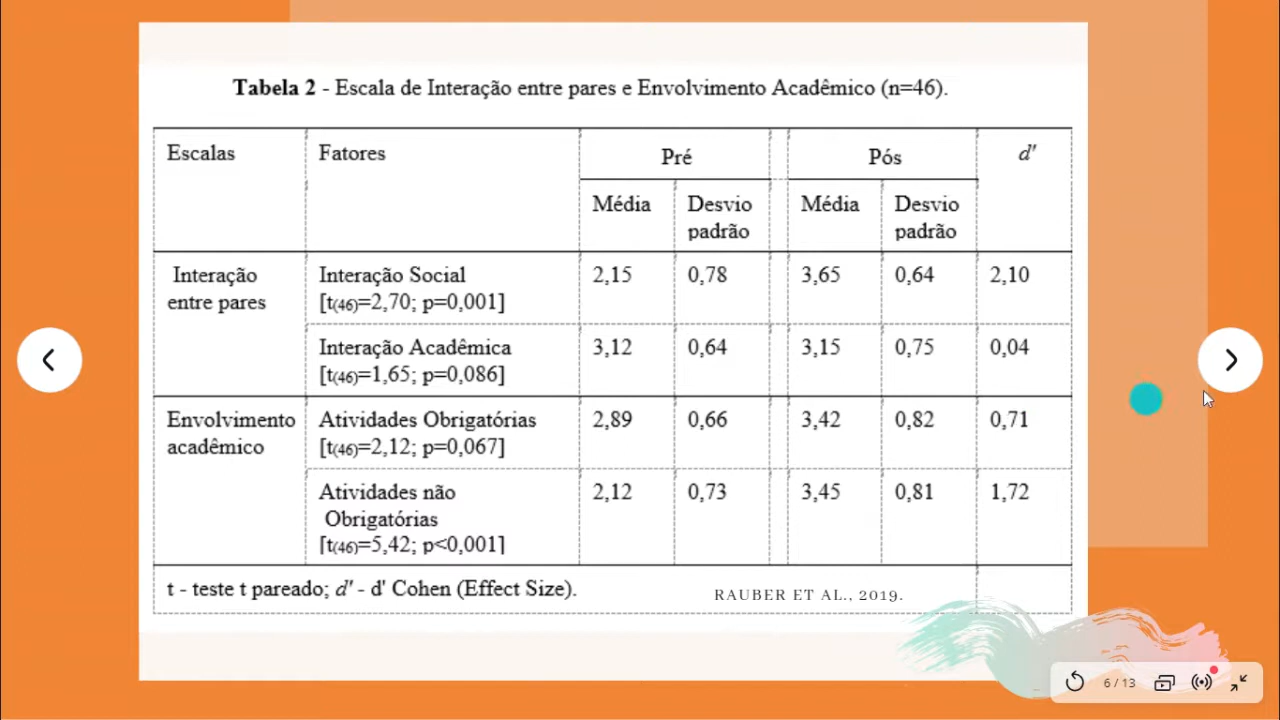 Tabela 2 - Escala de Interação entre pares e Envolvimento Acadêmico (n=46).
Escalas Fatores Pré Pós d'
Média Desvio padrão Média Desvio padrão
Interação entre pares
Interação Social 2,15 0,78 3,65 0,64 2,10
[t(46)=2,70; p=0,001]
Interação Acadêmica 3,12 0,64 3,15 0,75 0,04
[t(46)=1,65; p=0,086]
Envolvimento acadêmico
Atividades Obrigatórias 2,89 0,66 3,42 0,82 0,71
[t(46)=2,12; p=0,067]
Atividades não 2,12 0,73 3,45 0,81 1,72
Obrigatórias
[t(46)=5,42; p<0,001]
t - teste t pareado; d' - d' Cohen (Effect Size).
RAUBER ET AL., 2019.
6 / 13